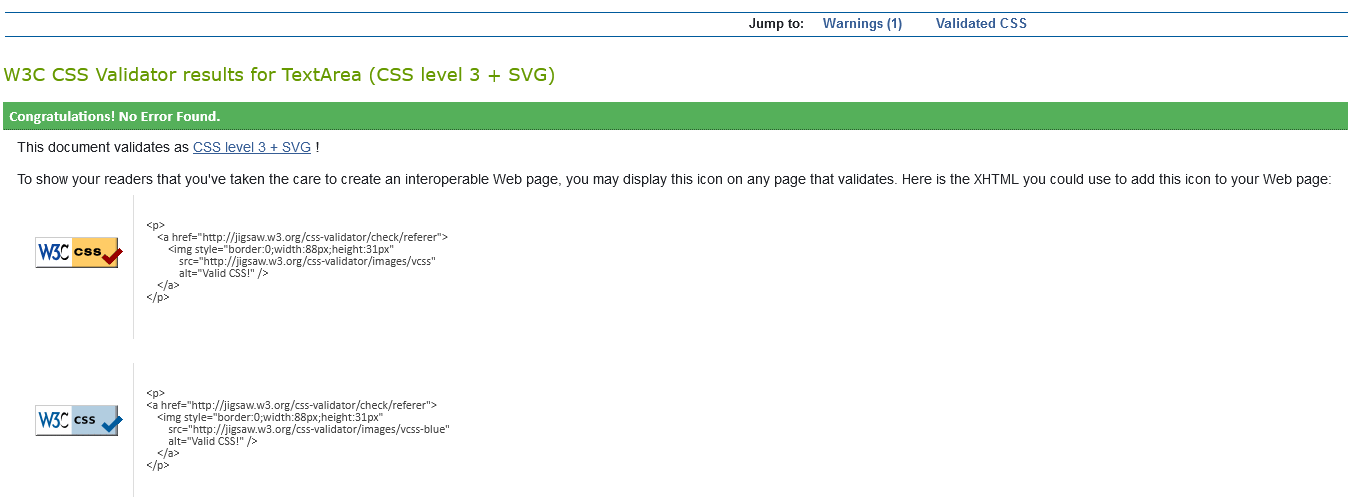 Jump to: Warnings (1) Validated CSS
W3C CSS Validator results for TextArea (CSS level 3 + SVG)
Congratulations! No Error Found.
This document validates as CSS level 3 + SVG !
To show your readers that you've taken the care to create an interoperable Web page, you may display this icon on any page that validates. Here is the XHTML you could use to add this icon to your Web page:
W3C css
<p>
<a href="http://jigsaw.w3.org/css-validator/check/referer">
<img style="border:0;width:88px;height:31px"
src="http://jigsaw.w3.org/css-validator/images/vcss"
alt="Valid CSS!" />
</a>
</p>
W3C css
<p>
<a href="http://jigsaw.w3.org/css-validator/check/referer">
<img style="border:0;width:88px;height:31px"
src="http://jigsaw.w3.org/css-validator/images/vcss-blue"
alt="Valid CSS!" />
</a>
</p>